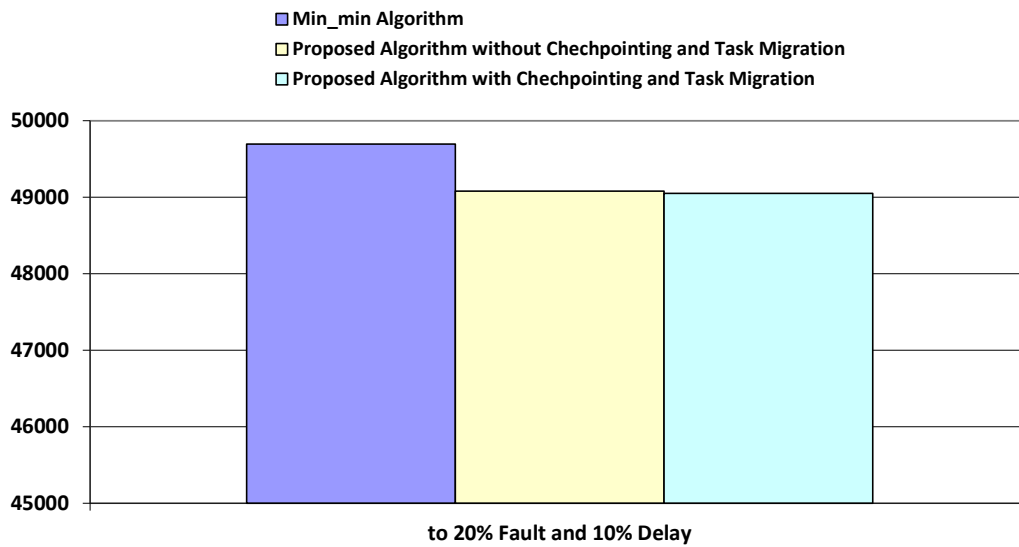 Min_min Algorithm
Proposed Algorithm without Chechpointing and Task Migration
Proposed Algorithm with Chechpointing and Task Migration
50000
49000
48000
47000
46000
45000
to 20% Fault and 10% Delay